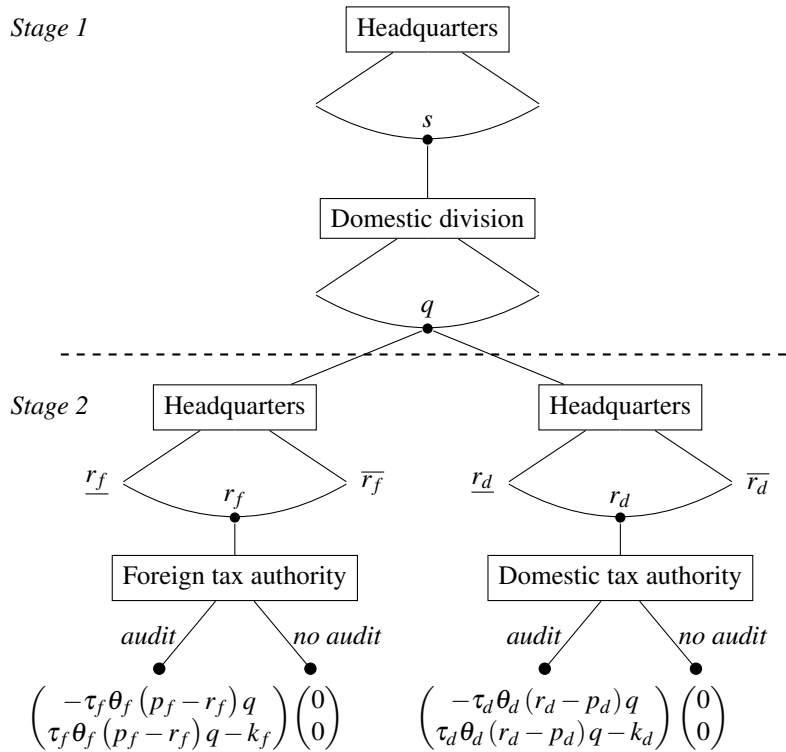 Stage 1
Headquarters
s
Domestic division
q
Stage 2
Headquarters
Headquarters
r_f
r_f
r_f
r_d
r_d
r_d
Foreign tax authority
Domestic tax authority
audit
no audit
audit
no audit
(−τ_f θ_f (p_f − r_f) q) (0) (−τ_d θ_d (r_d − p_d) q) (0)
(τ_f θ_f (p_f − r_f) q − k_f) (0) (τ_d θ_d (r_d − p_d) q − k_d) (0)